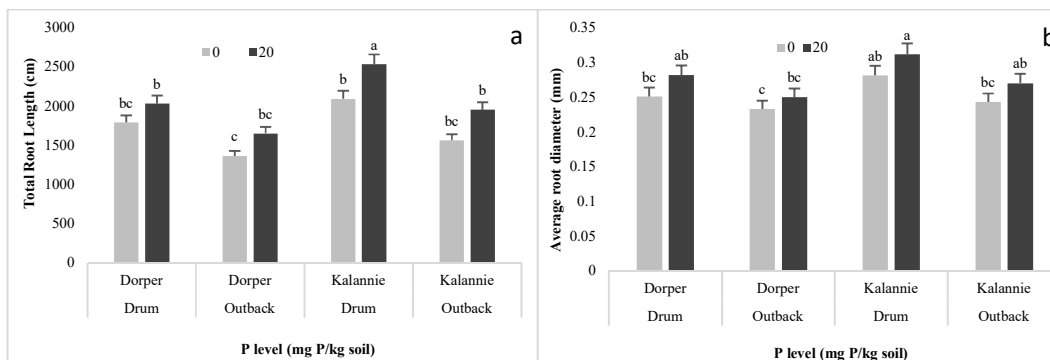 a
0 20
Total Root Length (cm)
3000
2500
2000
1500
1000
500
0
bc b c bc b a bc b
Dorper Dorper Kalannie Kalannie
Drum Outback Drum Outback
P level (mg P/kg soil)
b
0 20
Average root diameter (mm)
0.35
0.3
0.25
0.2
0.15
0.1
0.05
0
bc ab c bc ab a bc ab
Dorper Dorper Kalannie Kalannie
Drum Outback Drum Outback
P level (mg P/kg soil)